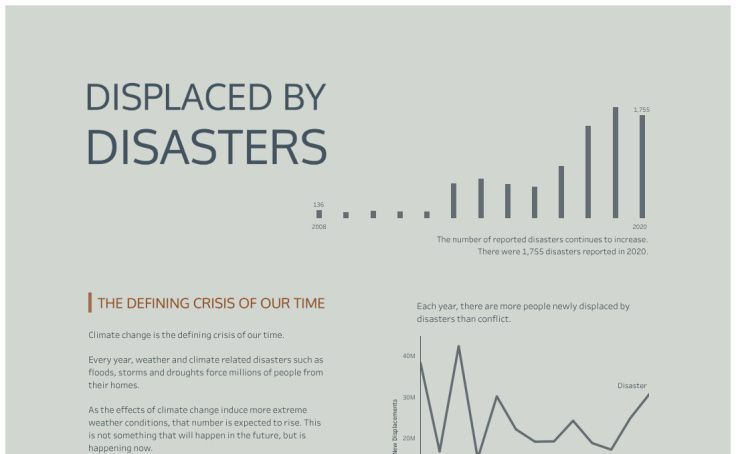 DISPLACED BY
DISASTERS
1,755
136
2008
2020
The number of reported disasters continues to increase.
There were 1,755 disasters reported in 2020.
THE DEFINING CRISIS OF OUR TIME
Climate change is the defining crisis of our time.
Every year, weather and climate related disasters such as
floods, storms and droughts force millions of people from
their homes.
As the effects of climate change induce more extreme
weather conditions, that number is expected to rise. This
is not something that will happen in the future, but is
happening now.
Each year, there are more people newly displaced by
disasters than conflict.
40M
Disaster
30M
New Displacements
20M